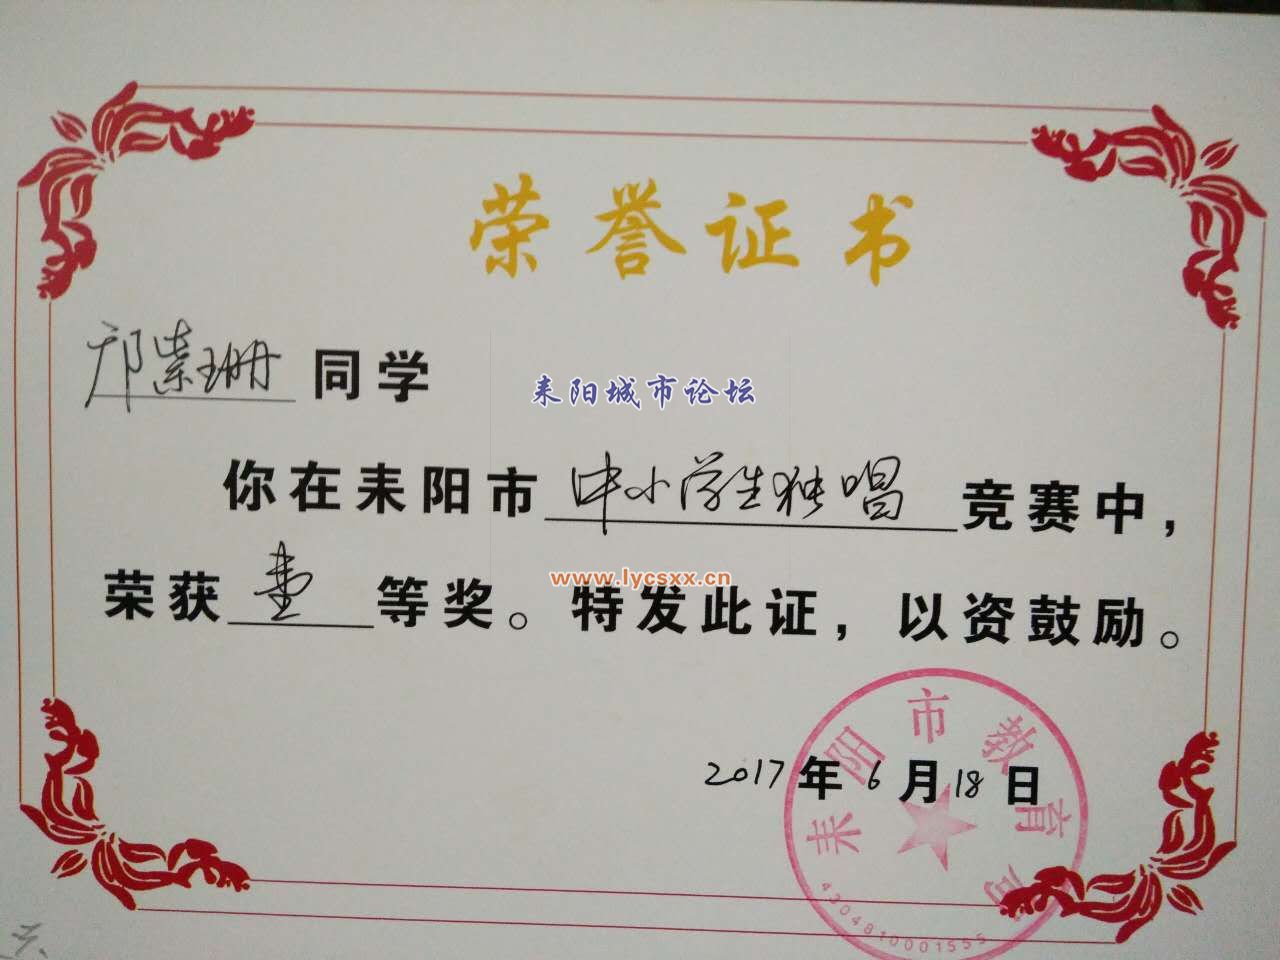 荣誉证书
邝紫珊同学
耒阳城市论坛
你在耒阳市中小学生独唱竞赛中，
www.lycsxx.cn
荣获壹等奖。特发此证，以资鼓励。
耒阳市教育局
2017年6月18日
4304810001555